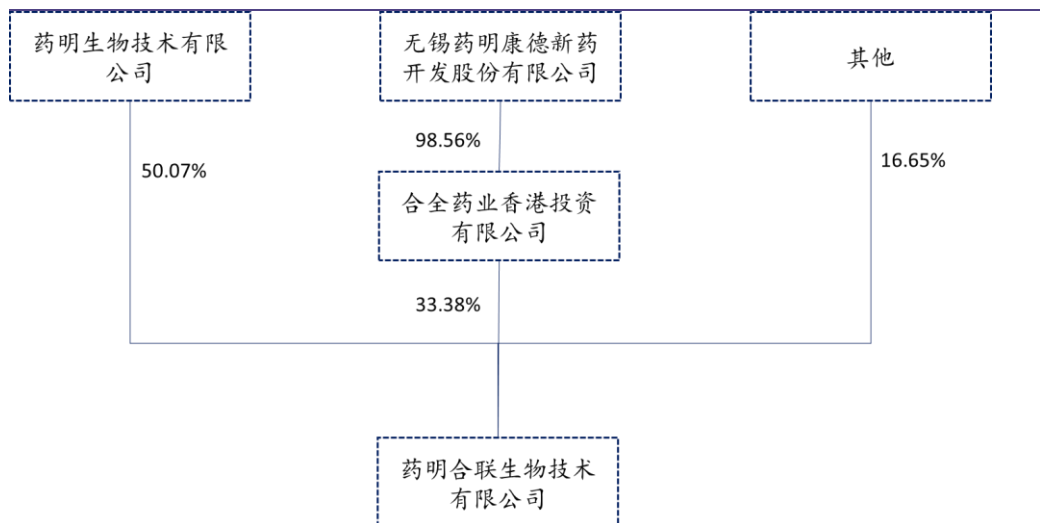 药明生物技术有限
公司
无锡药明康德新药
开发股份有限公司
其他
98.56%
50.07%
16.65%
合全药业香港投资
有限公司
33.38%
药明合联生物技术
有限公司